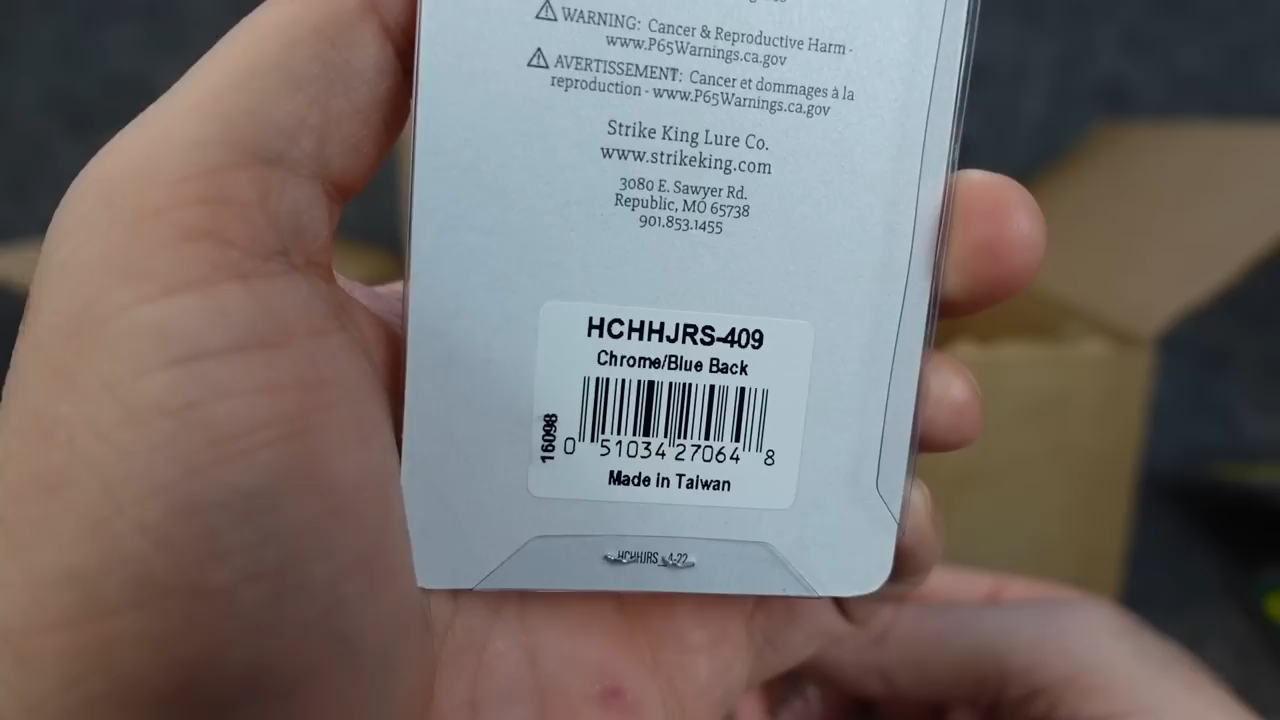 WARNING: Cancer & Reproductive Harm -
www.P65Warnings.ca.gov
AVERTISSEMENT: Cancer et dommages à la
reproduction - www.P65Warnings.ca.gov
Strike King Lure Co.
www.strikeking.com
3080 E. Sawyer Rd.
Republic, MO 65738
901.853.1455
HCHHJRS-409
Chrome/Blue Back
16098
0 51034 27064 8
Made in Taiwan
HCHHJRS_4-22